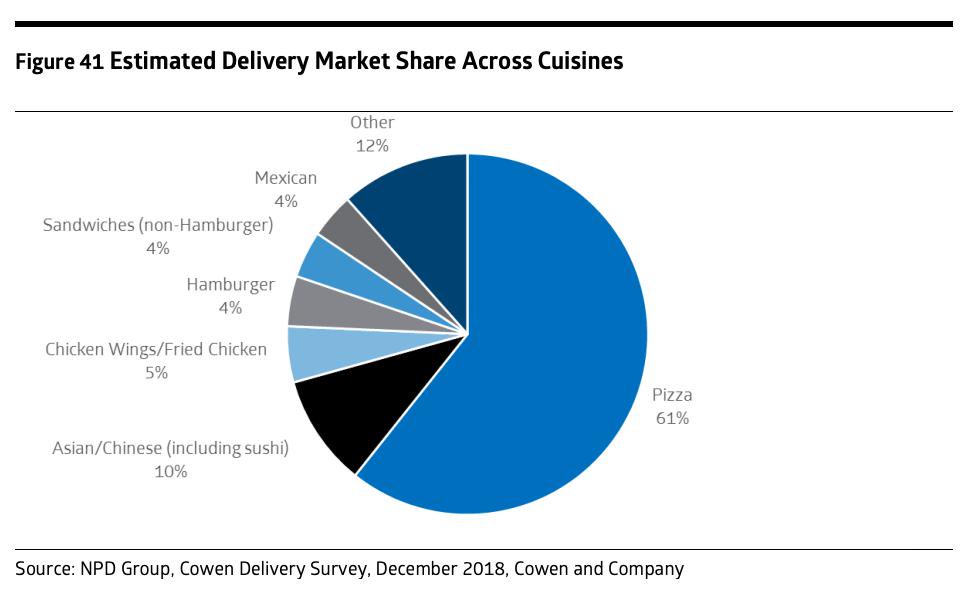 Figure 41 Estimated Delivery Market Share Across Cuisines
Other
12%
Mexican
4%
Sandwiches (non-Hamburger)
4%
Hamburger
4%
Chicken Wings/Fried Chicken
5%
Pizza
61%
Asian/Chinese (including sushi)
10%
Source: NPD Group, Cowen Delivery Survey, December 2018, Cowen and Company